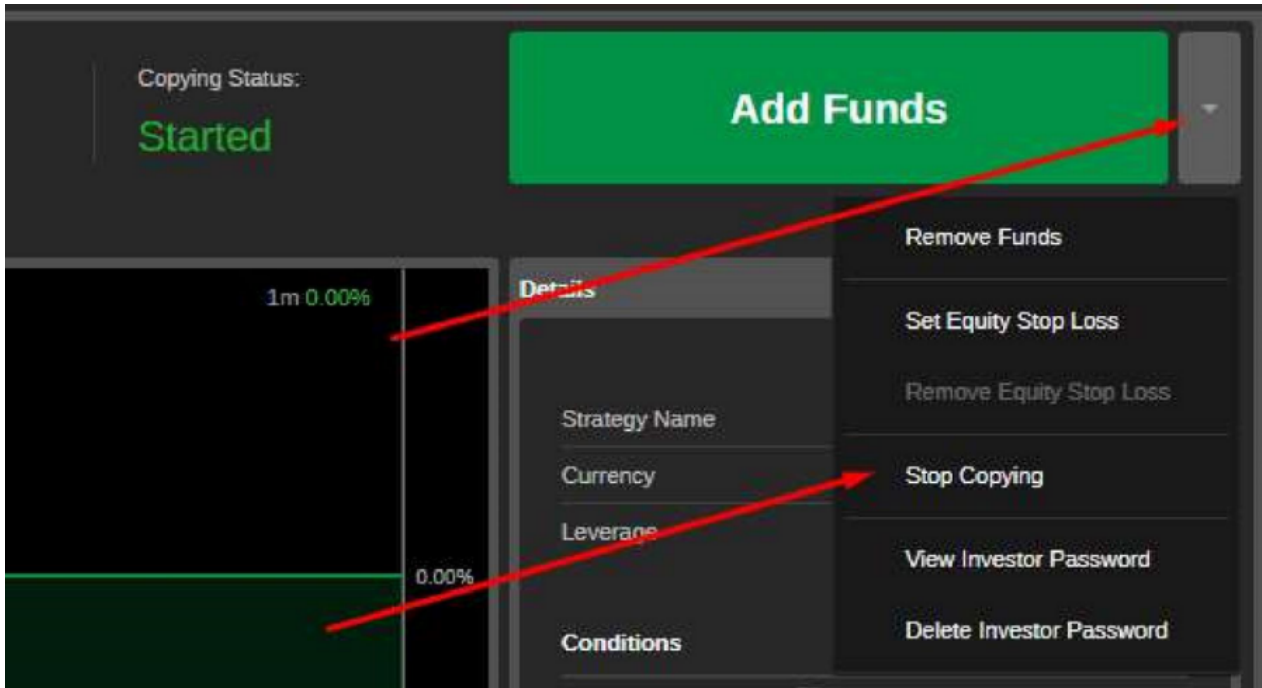 Copying Status:
Started
Add Funds
Remove Funds
Set Equity Stop Loss
Remove Equity Stop Loss
Stop Copying
View Investor Password
Delete Investor Password
1m 0.00%
0.00%
Details
Strategy Name
Currency
Leverage
Conditions